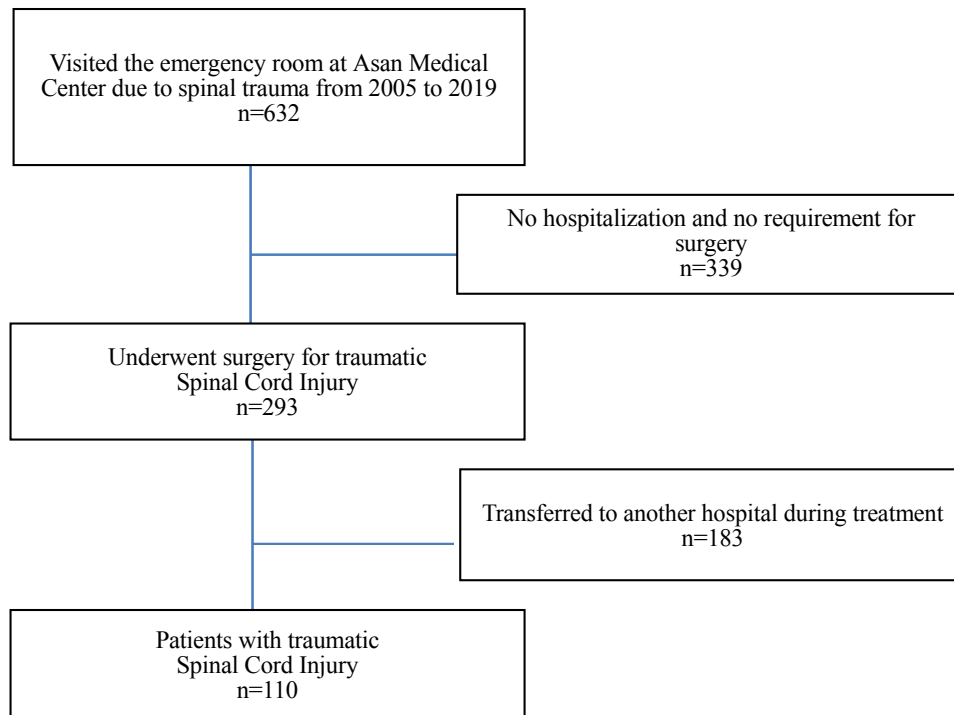 Visited the emergency room at Asan Medical
Center due to spinal trauma from 2005 to 2019
n=632
No hospitalization and no requirement for
surgery
n=339
Underwent surgery for traumatic
Spinal Cord Injury
n=293
Transferred to another hospital during treatment
n=183
Patients with traumatic
Spinal Cord Injury
n=110